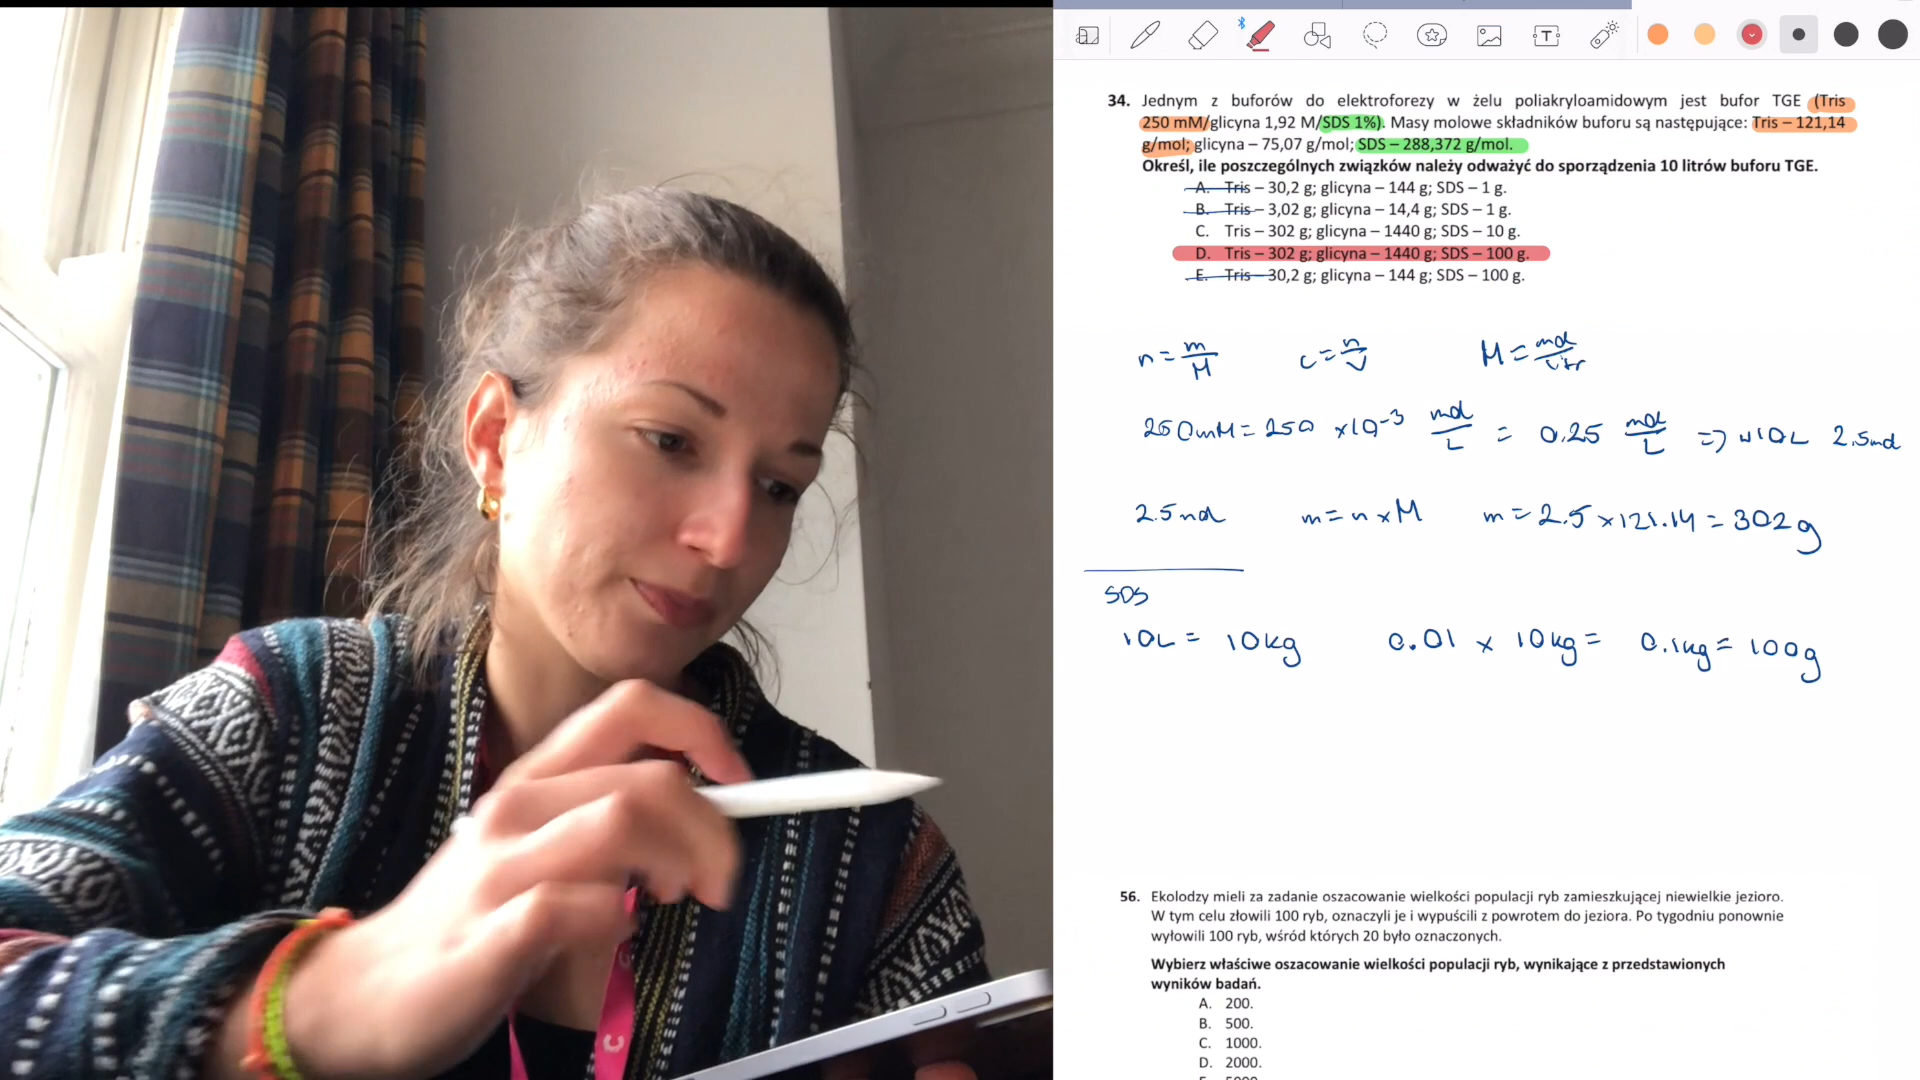 34. Jednym z buforów do elektroforezy w żelu poliakryloamidowym jest bufor TGE (Tris
250 mM/glicyna 1,92 M/SDS 1%). Masy molowe składników buforu są następujące: Tris – 121,14
g/mol; glicyna – 75,07 g/mol; SDS – 288,372 g/mol.
Określ, ile poszczególnych związków należy odważyć do sporządzenia 10 litrów buforu TGE.
A. Tris – 30,2 g; glicyna – 144 g; SDS – 1 g.
B. Tris – 3,02 g; glicyna – 14,4 g; SDS – 1 g.
C. Tris – 302 g; glicyna – 1440 g; SDS – 10 g.
D. Tris – 302 g; glicyna – 1440 g; SDS – 100 g.
E. Tris – 30,2 g; glicyna – 144 g; SDS – 100 g.
n = m/M c = n/V M = mol/litr
250mM = 250 x10-3 mol/L = 0.25 mol/L => w 10L 2.5mol
2.5mol m = n x M m = 2.5 x 121.14 = 302g
SDS
10L = 10kg 0.01 x 10kg = 0.1kg = 100g
56. Ekolodzy mieli za zadanie oszacowanie wielkości populacji ryb zamieszkującej niewielkie jezioro.
W tym celu złowili 100 ryb, oznaczyli je i wypuścili z powrotem do jeziora. Po tygodniu ponownie
wyłowili 100 ryb, wśród których 20 było oznaczonych.
Wybierz właściwe oszacowanie wielkości populacji ryb, wynikające z przedstawionych
wyników badań.
A. 200.
B. 500.
C. 1000.
D. 2000.